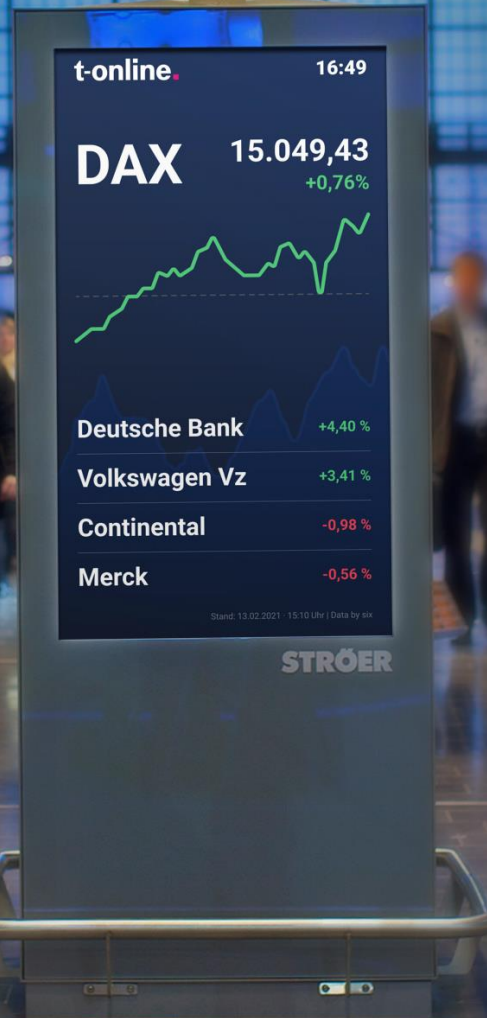 t-online.
16:49
DAX
15.049,43
+0,76%
Deutsche Bank
+4,40 %
Volkswagen Vz
+3,41 %
Continental
-0,98 %
Merck
-0,56 %
Stand: 13.02.2021 · 15:10 Uhr | Data by six
STRÖER